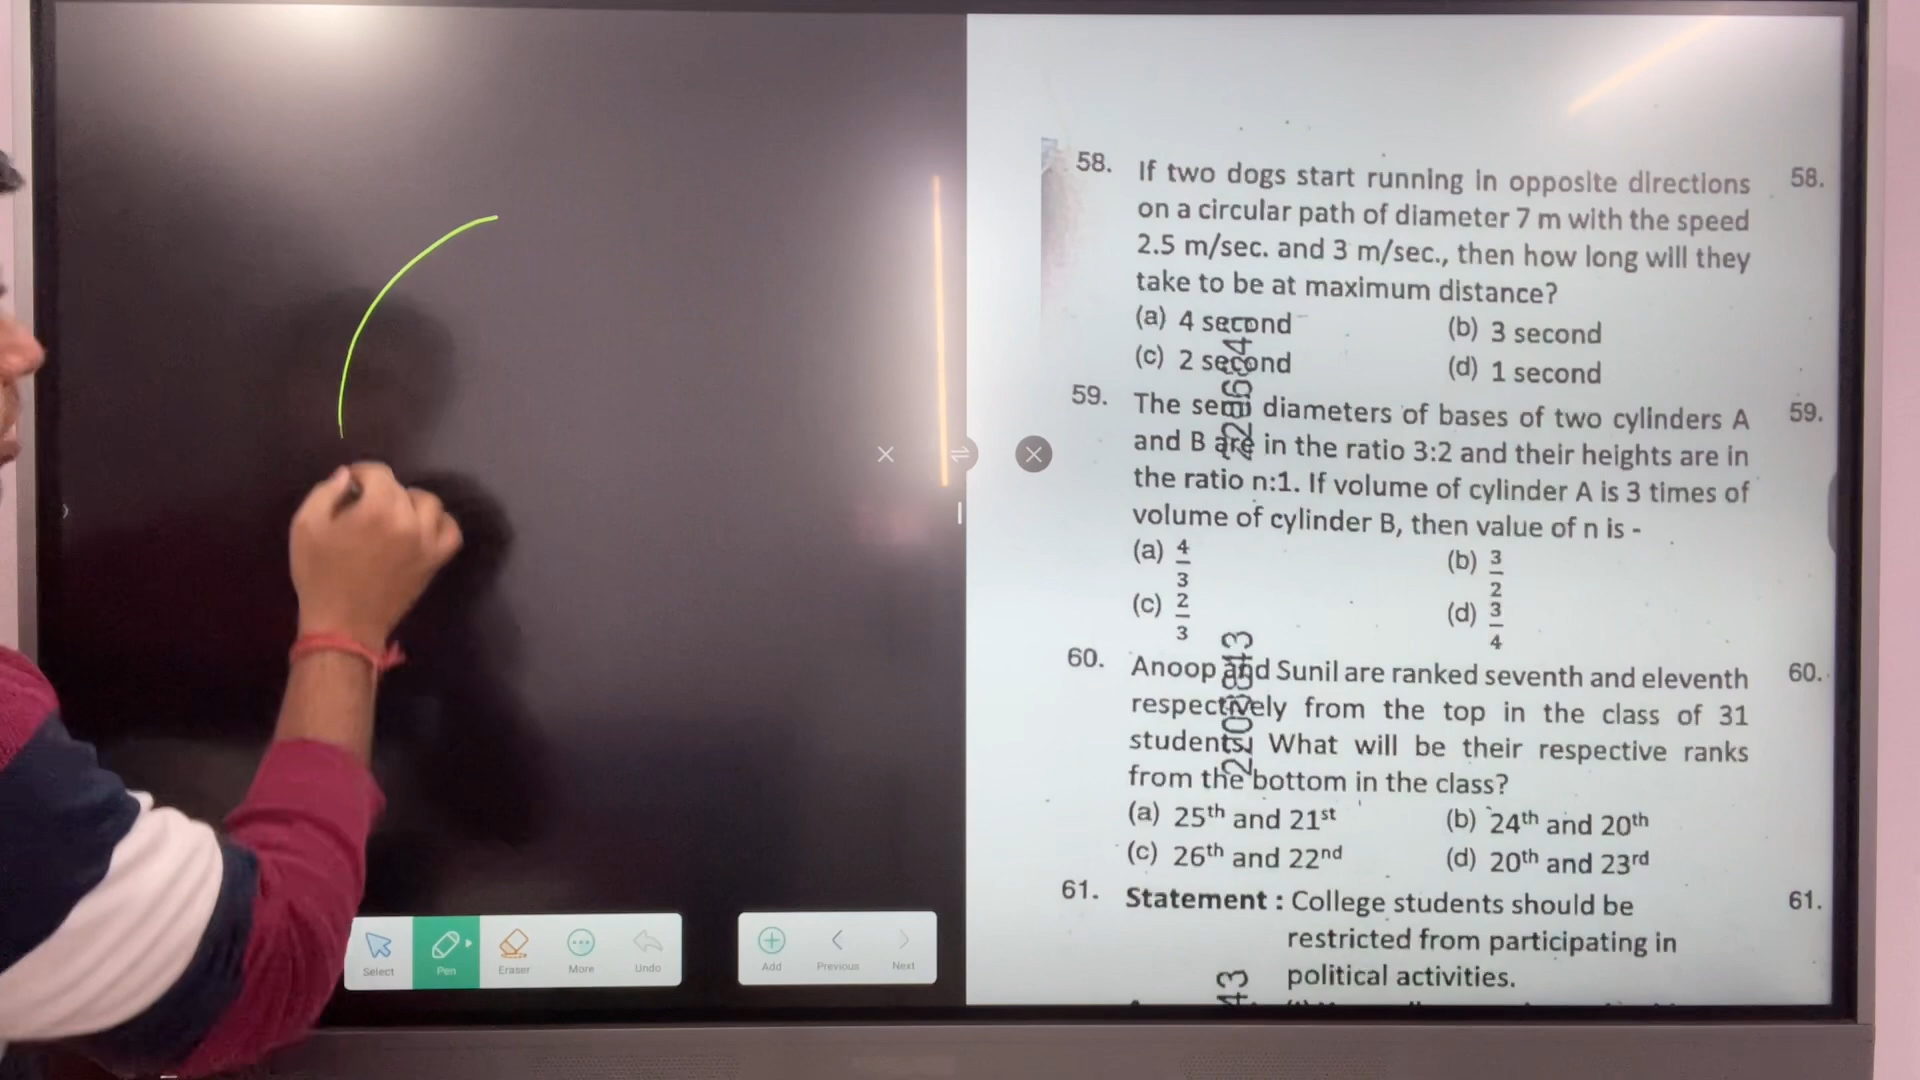 58. If two dogs start running in opposite directions 58.
on a circular path of diameter 7 m with the speed
2.5 m/sec. and 3 m/sec., then how long will they
take to be at maximum distance?
(a) 4 second (b) 3 second
(c) 2 second (d) 1 second
59. The semi diameters of bases of two cylinders A 59.
and B are in the ratio 3:2 and their heights are in
the ratio n:1. If volume of cylinder A is 3 times of
volume of cylinder B, then value of n is -
(a) 4/3 (b) 3/2
(c) 2/3 (d) 3/4
60. Anoop and Sunil are ranked seventh and eleventh 60.
respectively from the top in the class of 31
students. What will be their respective ranks
from the bottom in the class?
(a) 25th and 21st (b) 24th and 20th
(c) 26th and 22nd (d) 20th and 23rd
61. Statement : College students should be 61.
restricted from participating in
political activities.
Select Pen Eraser More Undo Add Previous Next